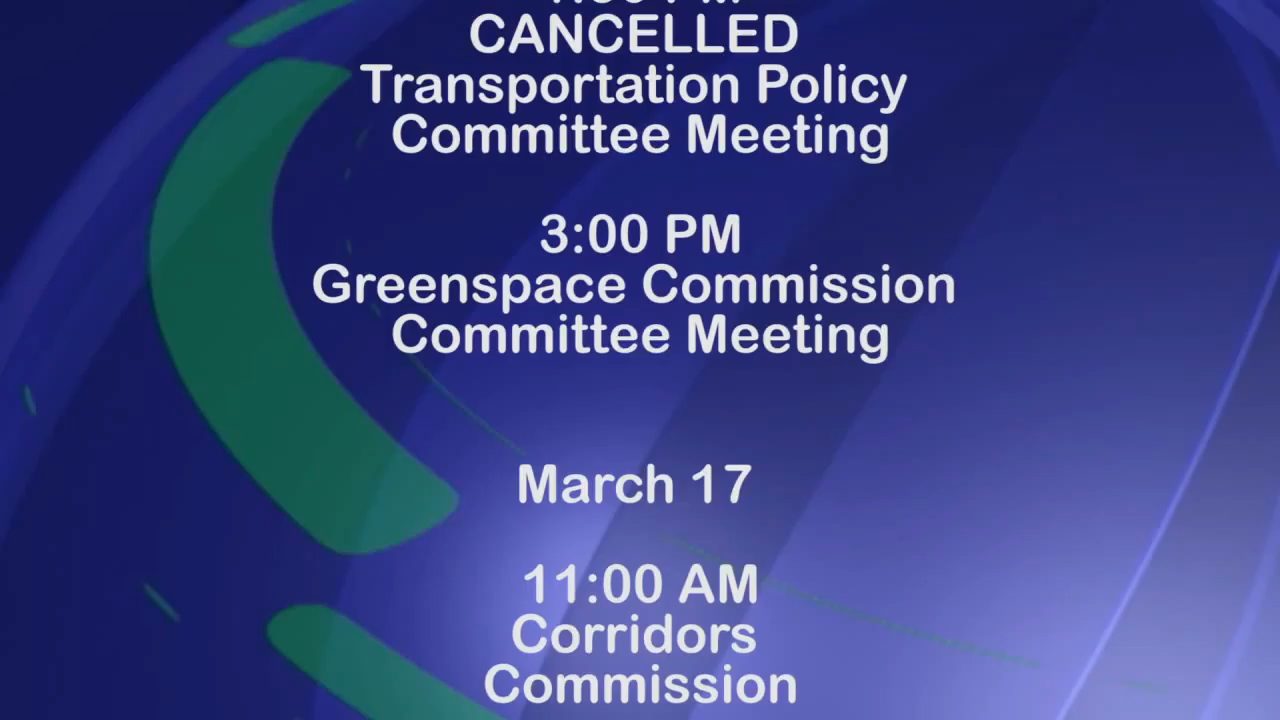 CANCELLED
Transportation Policy
Committee Meeting
3:00 PM
Greenspace Commission
Committee Meeting
March 17
11:00 AM
Corridors
Commission